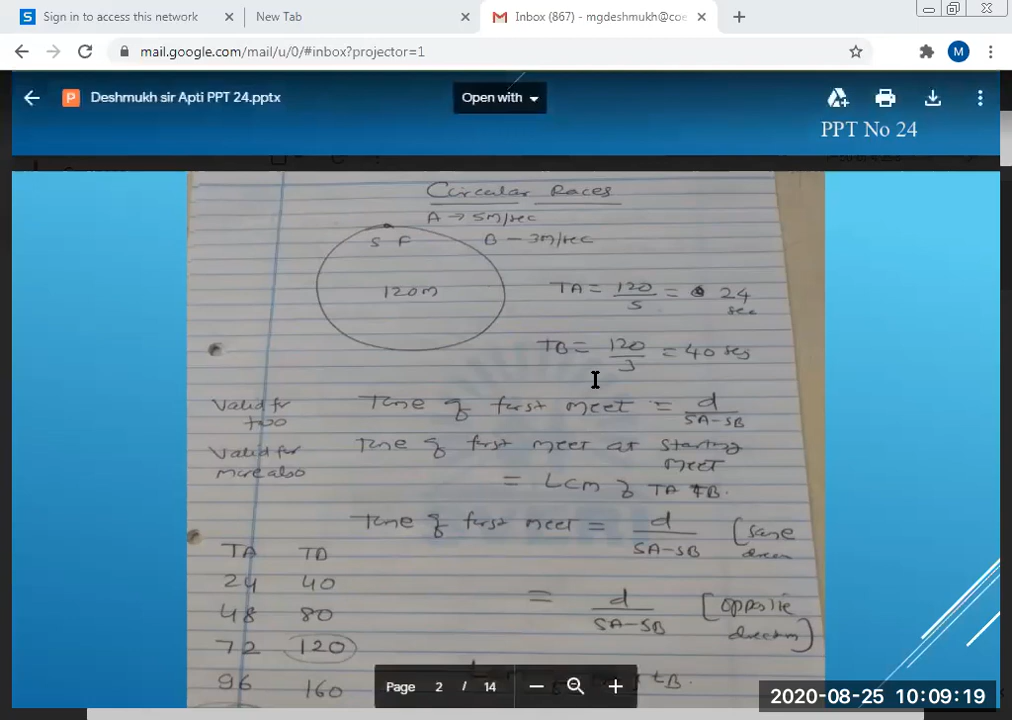 Sign in to access this network
New Tab
Inbox (867) - mgdeshmukh@coe
mail.google.com/mail/u/0/#inbox?projector=1
M
P Deshmukh sir Apti PPT 24.pptx
Open with
PPT No 24
Circular Races
A → 5m/sec
S F B - 3m/sec
120m
TA = 120/5 = 24 sec
TB = 120/3 = 40 sec
Valid for two
Time of first meet = d/SA-SB
Valid for more also
Time of first meet at starting meet
= Lcm of TA TB.
Time of first meet = d/SA-SB [same direcn
= d/SA-SB [opposite direction]
TA TB
24 40
48 80
72 120
96 160
tB.
Page 2 / 14
2020-08-25 10:09:19